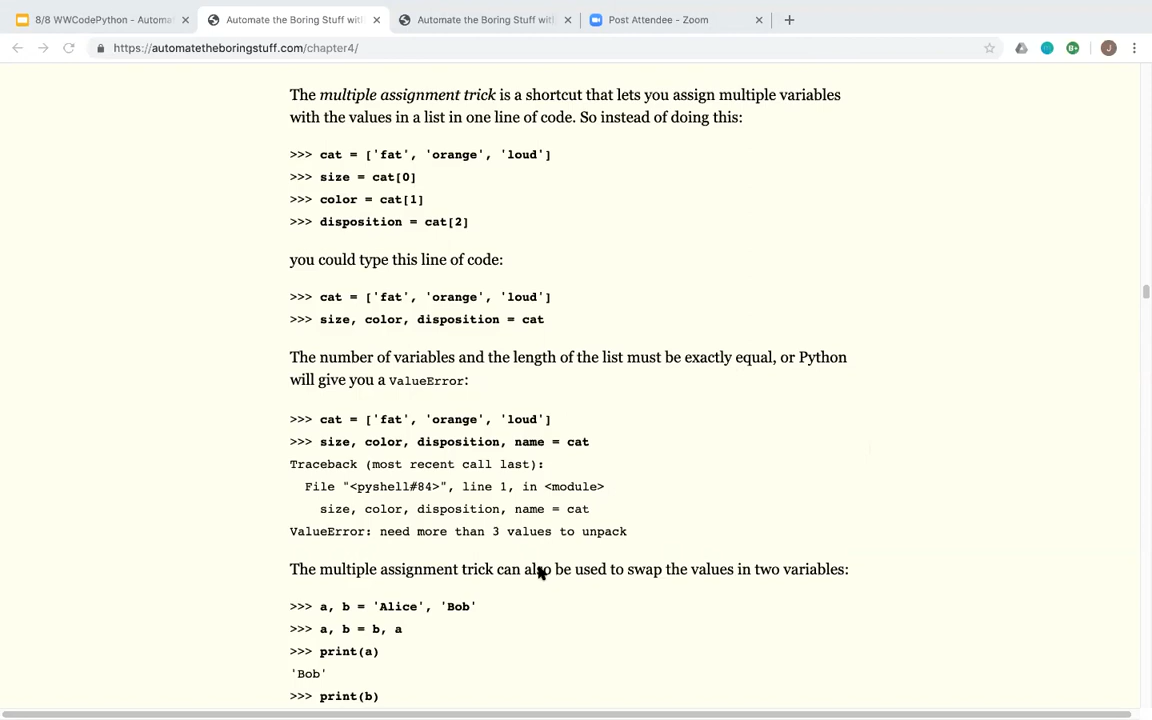 8/8 WWCodePython - Automa
Automate the Boring Stuff wit
Automate the Boring Stuff wit
Post Attendee - Zoom
https://automatetheboringstuff.com/chapter4/
B+
J
The multiple assignment trick is a shortcut that lets you assign multiple variables
with the values in a list in one line of code. So instead of doing this:
>>> cat = ['fat', 'orange', 'loud']
>>> size = cat[0]
>>> color = cat[1]
>>> disposition = cat[2]
you could type this line of code:
>>> cat = ['fat', 'orange', 'loud']
>>> size, color, disposition = cat
The number of variables and the length of the list must be exactly equal, or Python
will give you a ValueError:
>>> cat = ['fat', 'orange', 'loud']
>>> size, color, disposition, name = cat
Traceback (most recent call last):
File "<pyshell#84>", line 1, in <module>
size, color, disposition, name = cat
ValueError: need more than 3 values to unpack
The multiple assignment trick can also be used to swap the values in two variables:
>>> a, b = 'Alice', 'Bob'
>>> a, b = b, a
>>> print(a)
'Bob'
>>> print(b)